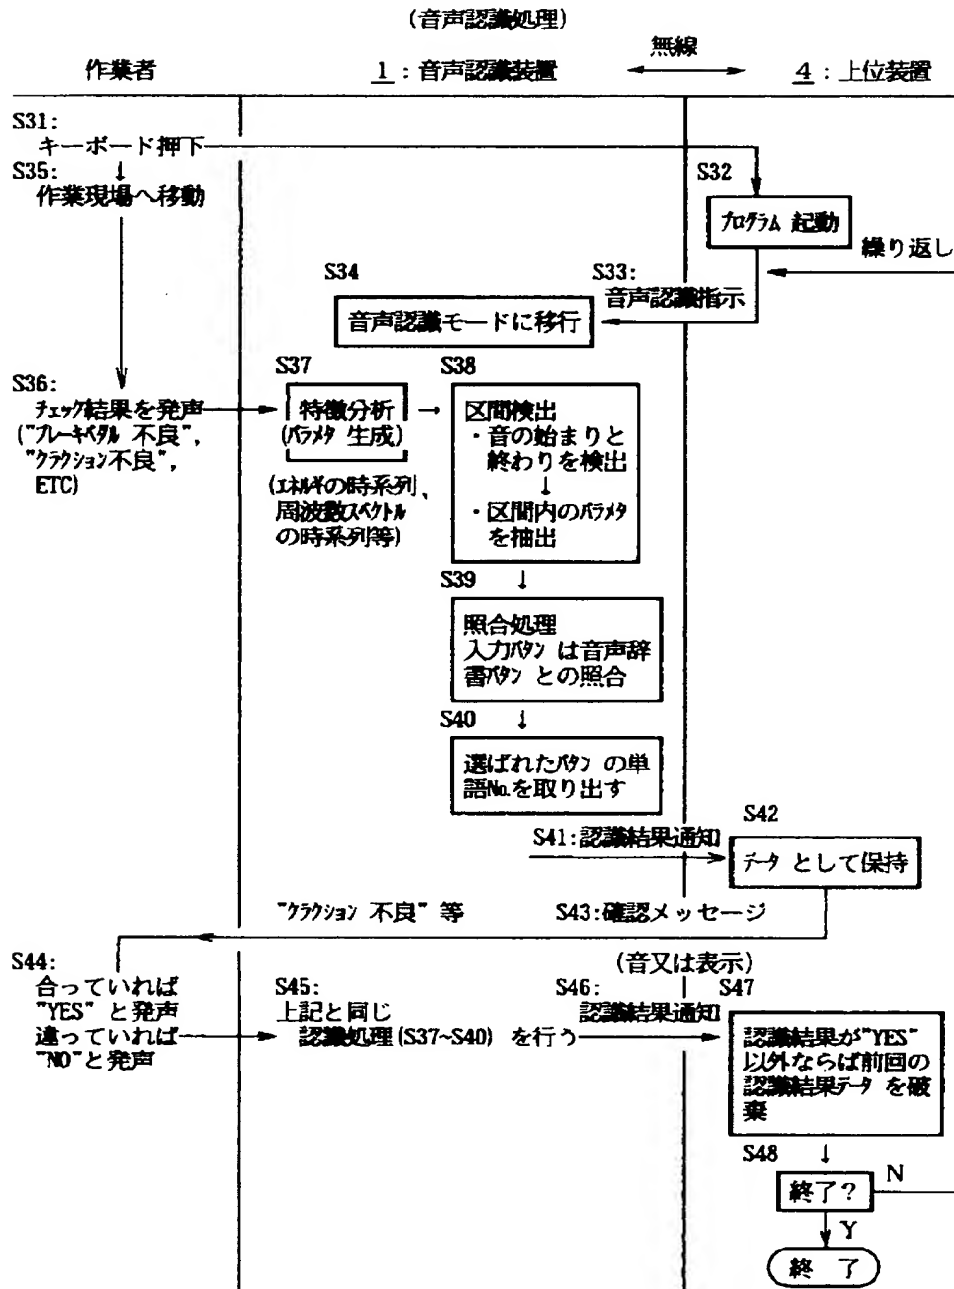 (音声認識処理)
無線
作業者
1:音声認識装置
4:上位装置
S31:
キーボード押下
S32
プログラム 起動
S35:
作業現場へ移動
繰り返し
S33:
音声認識指示
S34
音声認識モードに移行
S36:
チェック結果を発声
("ブレーキペダル 不良",
"クラクション不良",
ETC)
S37
特徴分析
(パラメタ 生成)
(エネルギの時系列、
周波数スペクトル
の時系列等)
S38
区間検出
・音の始まりと
終わりを検出
↓
・区間内のパラメタ
を抽出
S39
照合処理
入力パタン は音声辞
書パタン との照合
S40
選ばれたパタン の単
語No.を取り出す
S41:認識結果通知
S42
データ として保持
S43:確認メッセージ
"クラクション 不良" 等
(音又は表示)
S44:
合っていれば
"YES" と発声
違っていれば
"NO"と発声
S45:
上記と同じ
認識処理(S37~S40) を行う
S46:
認識結果通知
S47
認識結果が"YES"
以外ならば前回の
認識結果データ を破
棄
S48
終了?
N
Y
終 了